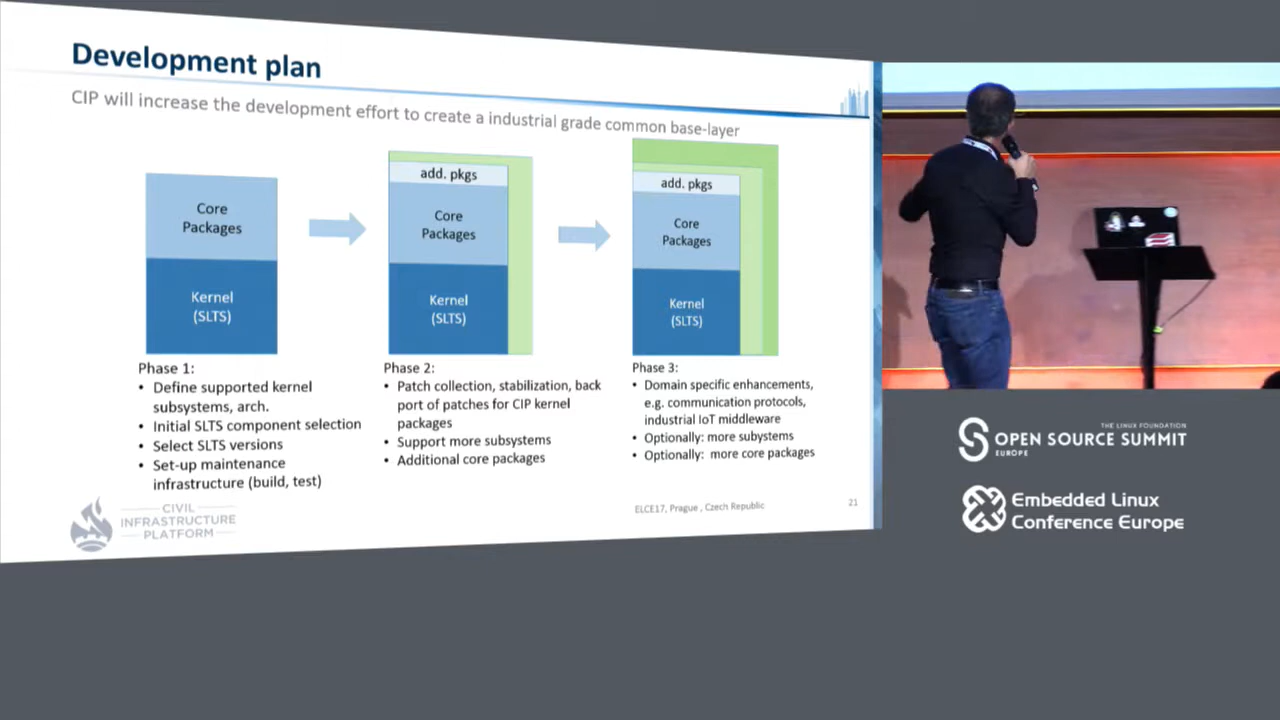 Development plan
CIP will increase the development effort to create a industrial grade common base-layer
Core
Packages
Kernel
(SLTS)
add. pkgs
Core
Packages
Kernel
(SLTS)
add. pkgs
Core
Packages
Kernel
(SLTS)
Phase 1:
• Define supported kernel
subsystems, arch.
• Initial SLTS component selection
• Select SLTS versions
• Set-up maintenance
infrastructure (build, test)
Phase 2:
• Patch collection, stabilization, back
port of patches for CIP kernel
packages
• Support more subsystems
• Additional core packages
Phase 3:
• Domain specific enhancements,
e.g. communication protocols,
industrial IoT middleware
• Optionally: more subystems
• Optionally: more core packages
CIVIL
INFRASTRUCTURE
PLATFORM
ELCE17, Prague , Czech Republic
21
THE LINUX FOUNDATION
OPEN SOURCE SUMMIT
EUROPE
Embedded Linux
Conference Europe